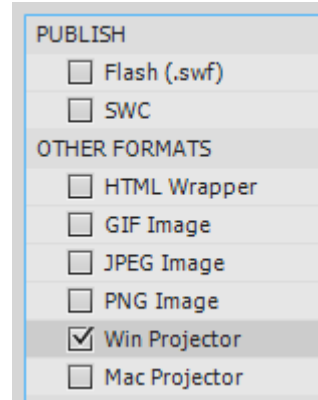 PUBLISH
Flash (.swf)
SWC
OTHER FORMATS
HTML Wrapper
GIF Image
JPEG Image
PNG Image
Win Projector
Mac Projector